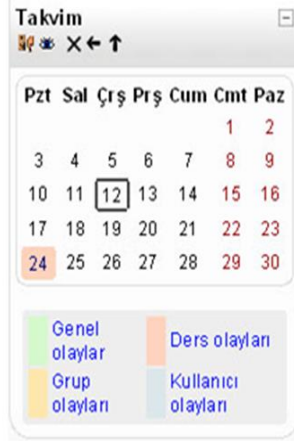 Takvim
Pzt Sal Çrş Prş Cum Cmt Paz
1 2
3 4 5 6 7 8 9
10 11 12 13 14 15 16
17 18 19 20 21 22 23
24 25 26 27 28 29 30
Genel olaylar
Ders olayları
Grup olayları
Kullanıcı olayları